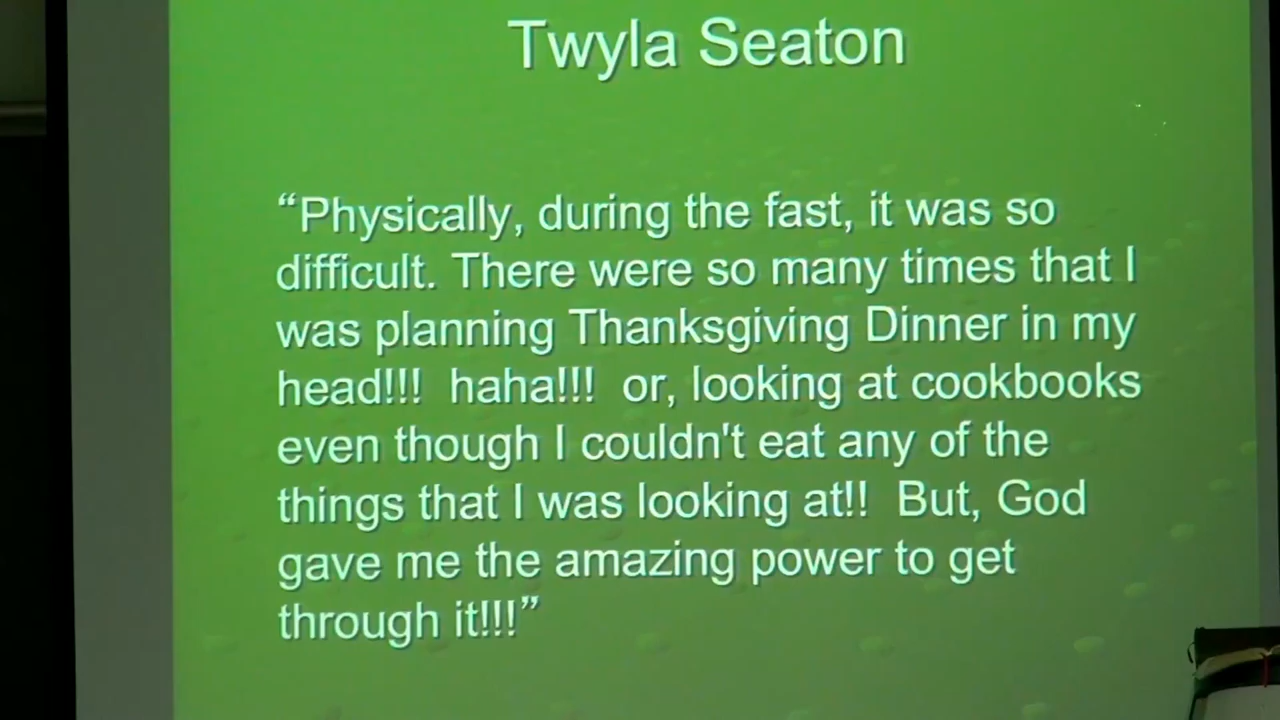 Twyla Seaton
“Physically, during the fast, it was so
difficult. There were so many times that I
was planning Thanksgiving Dinner in my
head!!!  haha!!!  or, looking at cookbooks
even though I couldn't eat any of the
things that I was looking at!!  But, God
gave me the amazing power to get
through it!!!”